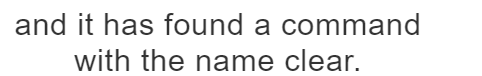 and it has found a command
with the name clear.